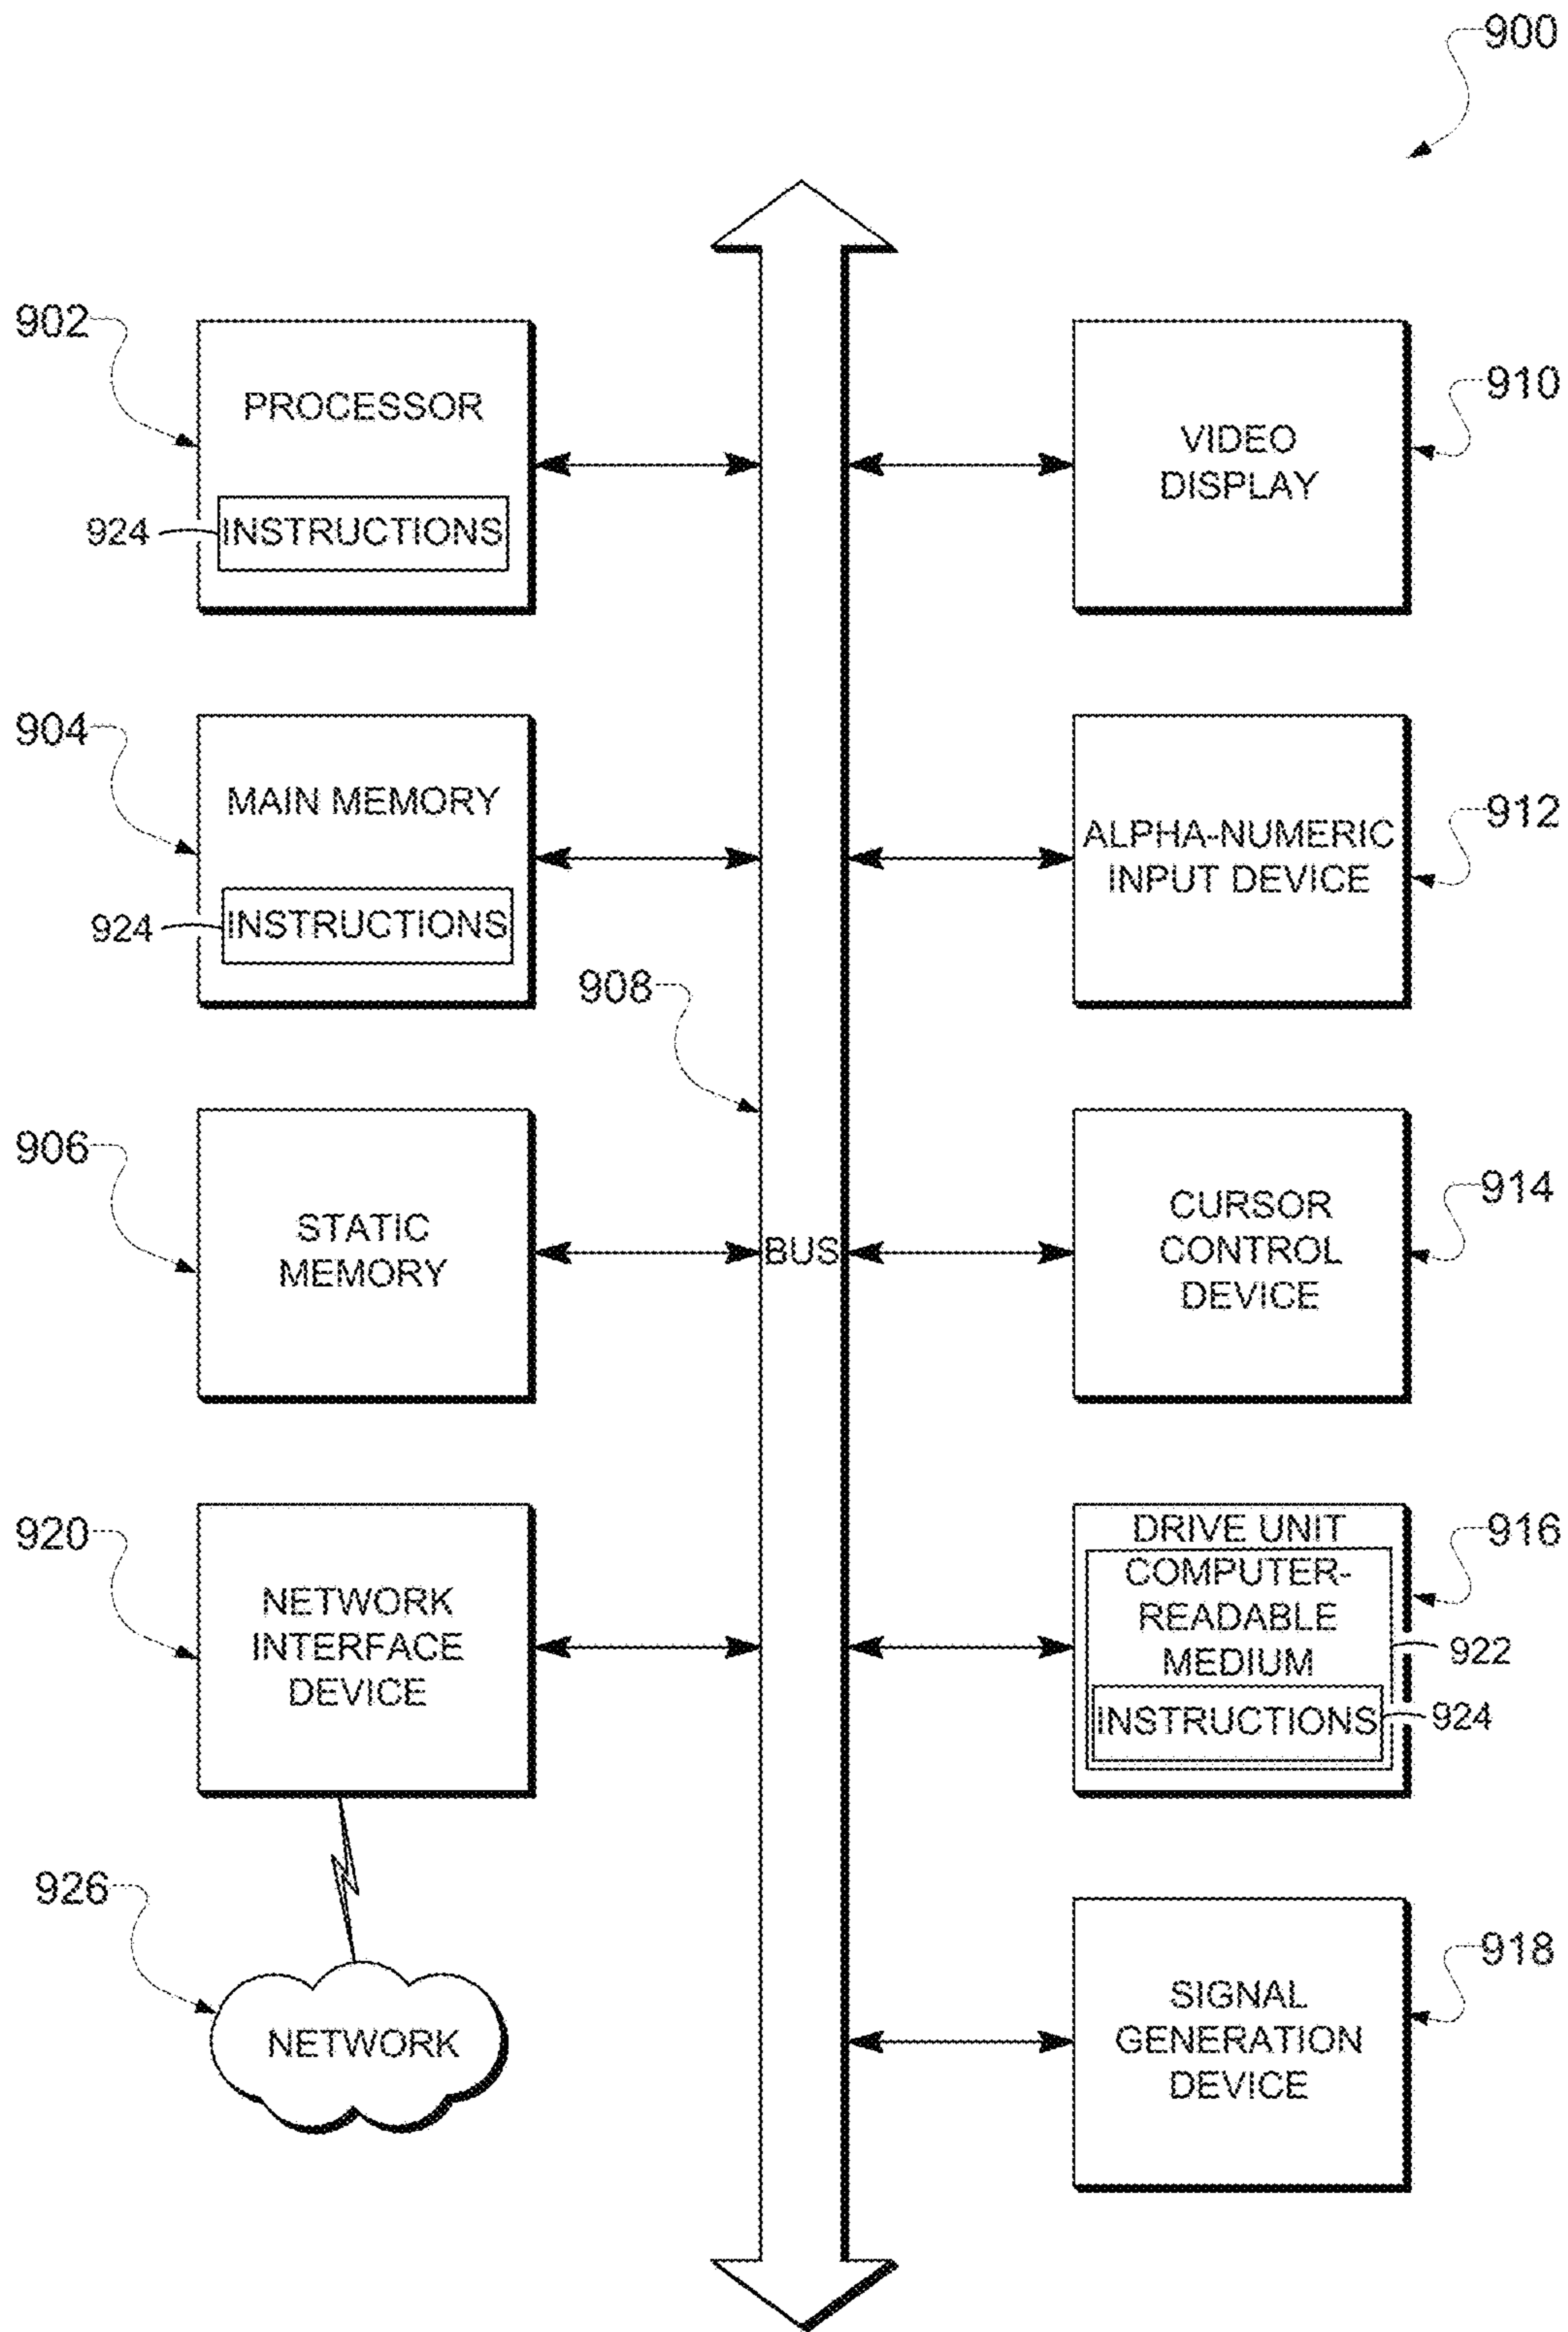 900
902
PROCESSOR
924
INSTRUCTIONS
910
VIDEO
DISPLAY
904
MAIN MEMORY
924
INSTRUCTIONS
912
ALPHA-NUMERIC
INPUT DEVICE
908
906
STATIC
MEMORY
BUS
914
CURSOR
CONTROL
DEVICE
920
NETWORK
INTERFACE
DEVICE
916
DRIVE UNIT
COMPUTER-
READABLE
MEDIUM
922
INSTRUCTIONS
924
926
NETWORK
918
SIGNAL
GENERATION
DEVICE